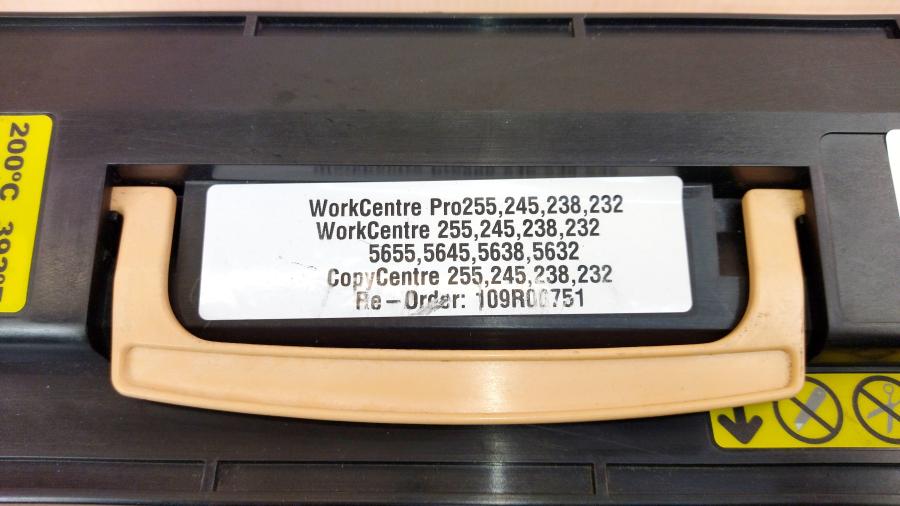 200°C 392°F
WorkCentre Pro255,245,238,232
WorkCentre 255,245,238,232
5655,5645,5638,5632
CopyCentre 255,245,238,232
Re-Order: 109R00751